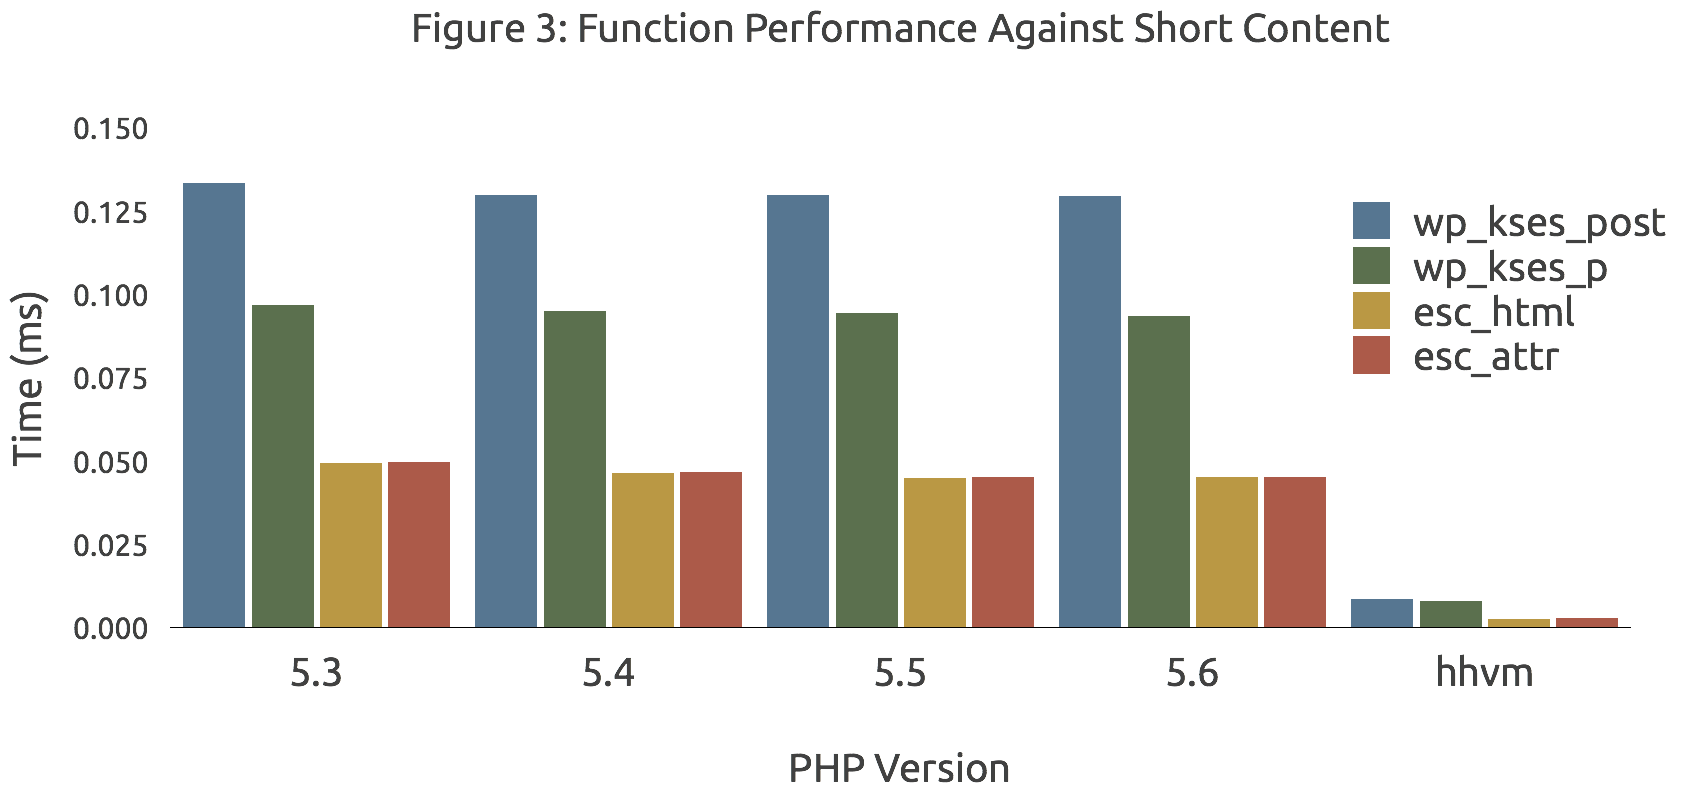 Figure 3: Function Performance Against Short Content
0.150
0.125
0.100
0.075
0.050
0.025
0.000
Time (ms)
wp_kses_post
wp_kses_p
esc_html
esc_attr
5.3
5.4
5.5
5.6
hhvm
PHP Version